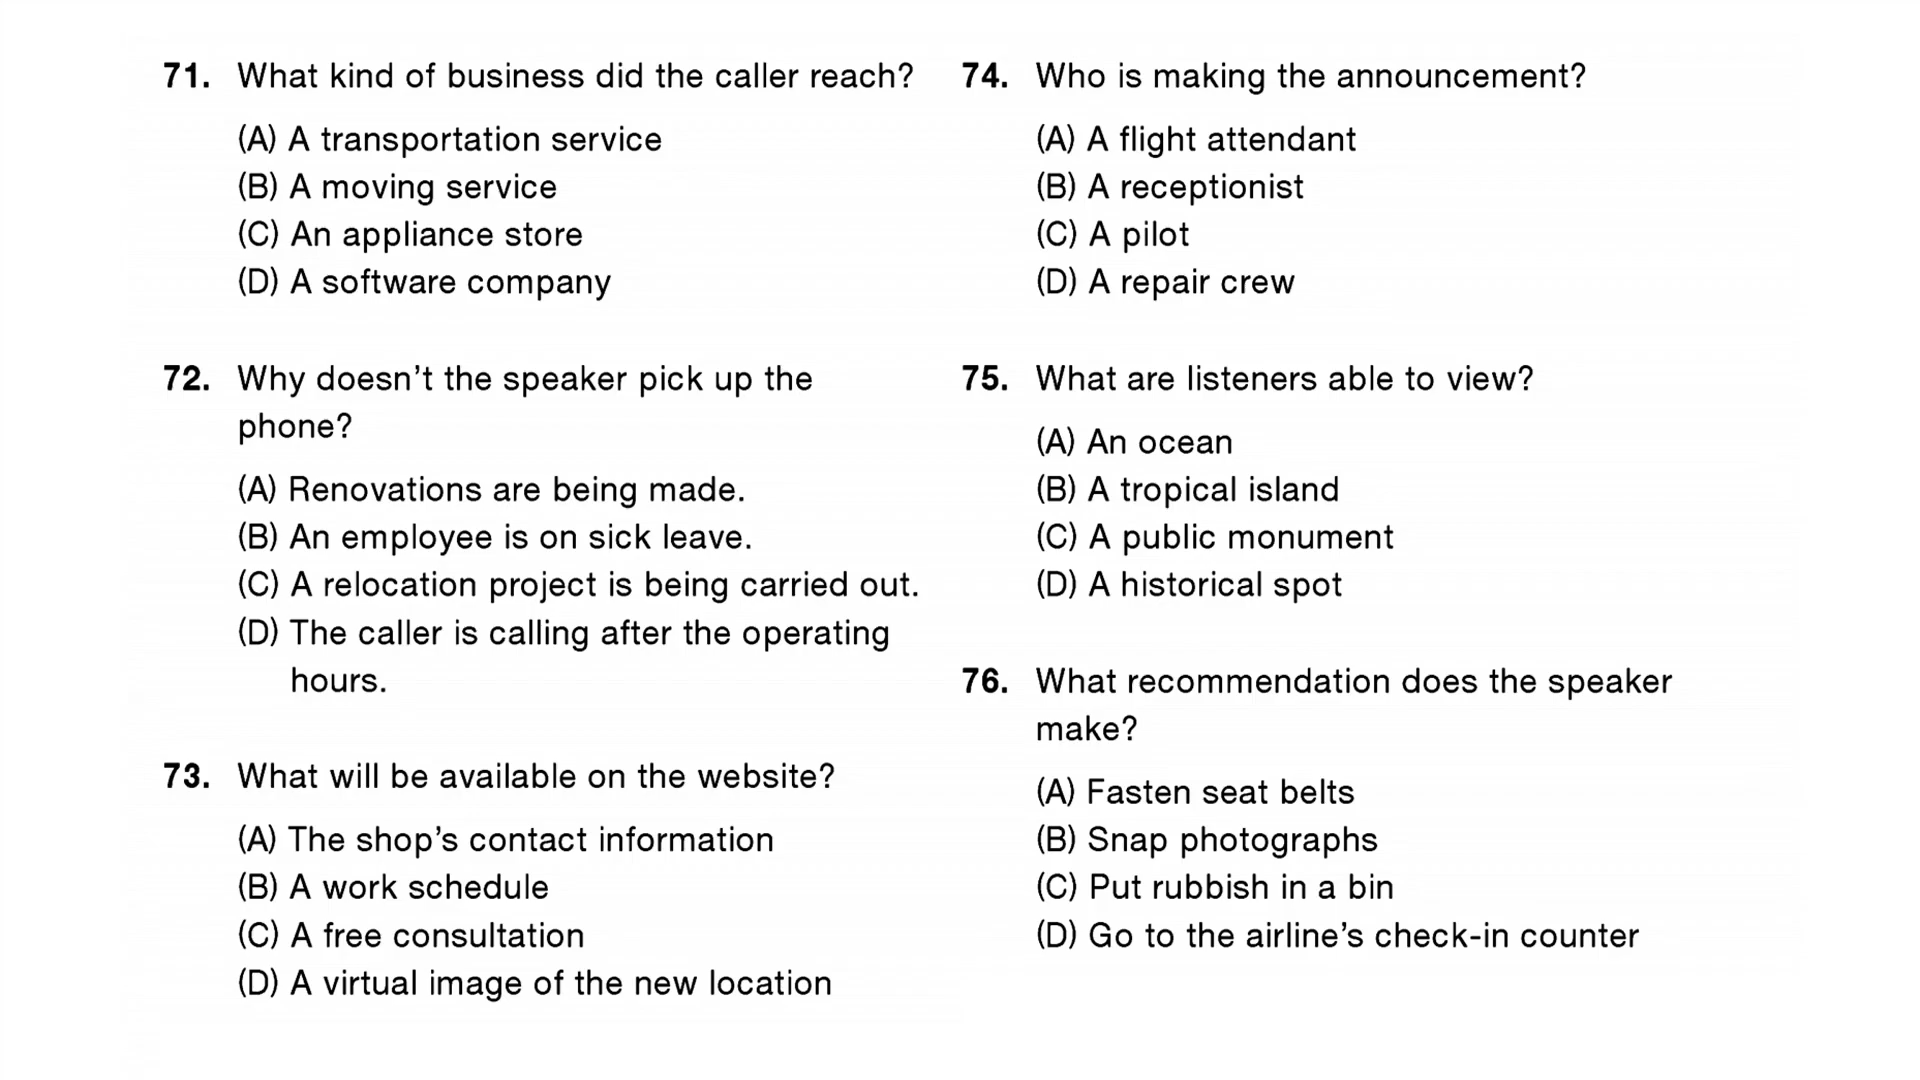 71. What kind of business did the caller reach?
(A) A transportation service
(B) A moving service
(C) An appliance store
(D) A software company
72. Why doesn't the speaker pick up the
phone?
(A) Renovations are being made.
(B) An employee is on sick leave.
(C) A relocation project is being carried out.
(D) The caller is calling after the operating
hours.
73. What will be available on the website?
(A) The shop's contact information
(B) A work schedule
(C) A free consultation
(D) A virtual image of the new location
74. Who is making the announcement?
(A) A flight attendant
(B) A receptionist
(C) A pilot
(D) A repair crew
75. What are listeners able to view?
(A) An ocean
(B) A tropical island
(C) A public monument
(D) A historical spot
76. What recommendation does the speaker
make?
(A) Fasten seat belts
(B) Snap photographs
(C) Put rubbish in a bin
(D) Go to the airline's check-in counter